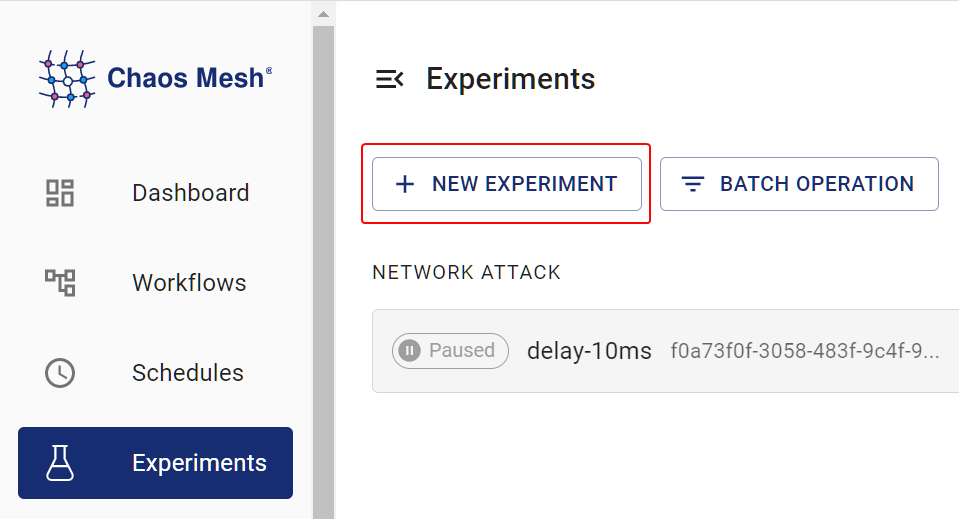 Chaos Mesh®
Dashboard
Workflows
Schedules
Experiments
Experiments
+ NEW EXPERIMENT
BATCH OPERATION
NETWORK ATTACK
Paused delay-10ms f0a73f0f-3058-483f-9c4f-9...